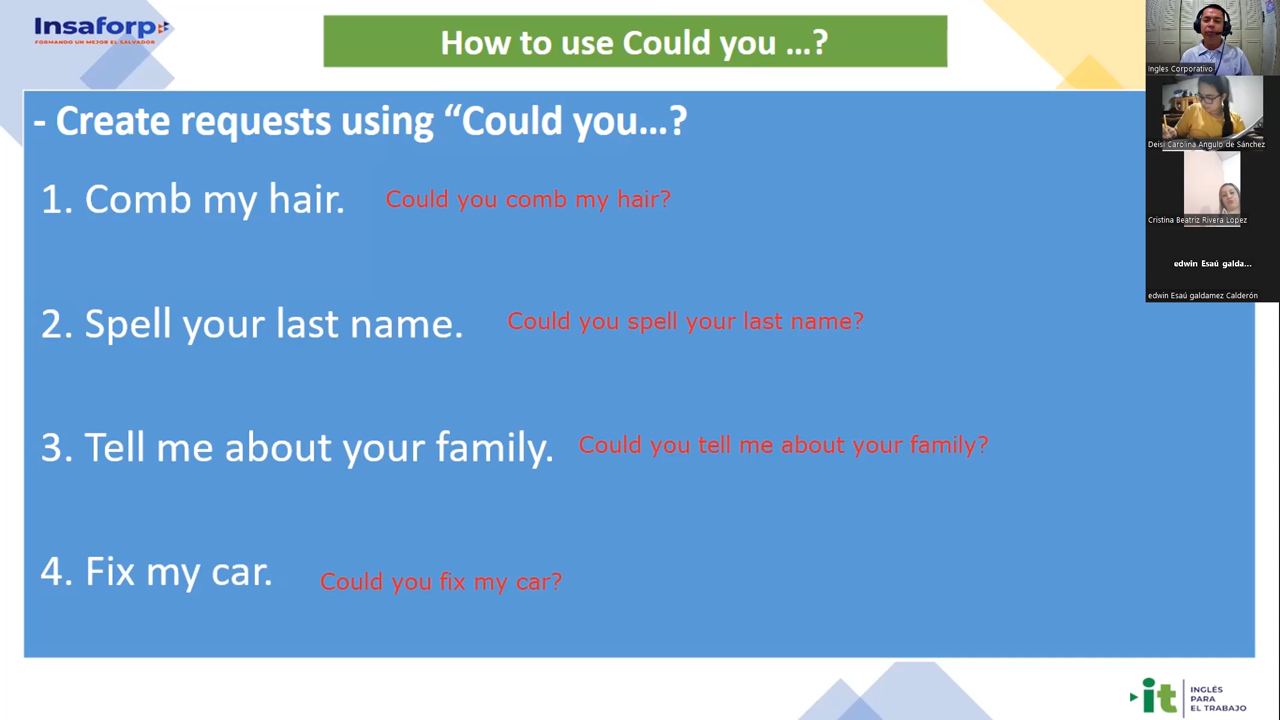 Insaforp
FORMANDO UN MEJOR EL SALVADOR
How to use Could you ...?
- Create requests using “Could you...?
1. Comb my hair. Could you comb my hair?
2. Spell your last name. Could you spell your last name?
3. Tell me about your family. Could you tell me about your family?
4. Fix my car. Could you fix my car?
Ingles Corporativo
Deisi Carolina Angulo de Sánchez
Cristina Beatriz Rivera Lopez
edwin Esaú galda...
edwin Esaú galdamez Calderón
it
INGLÉS
PARA
EL TRABAJO